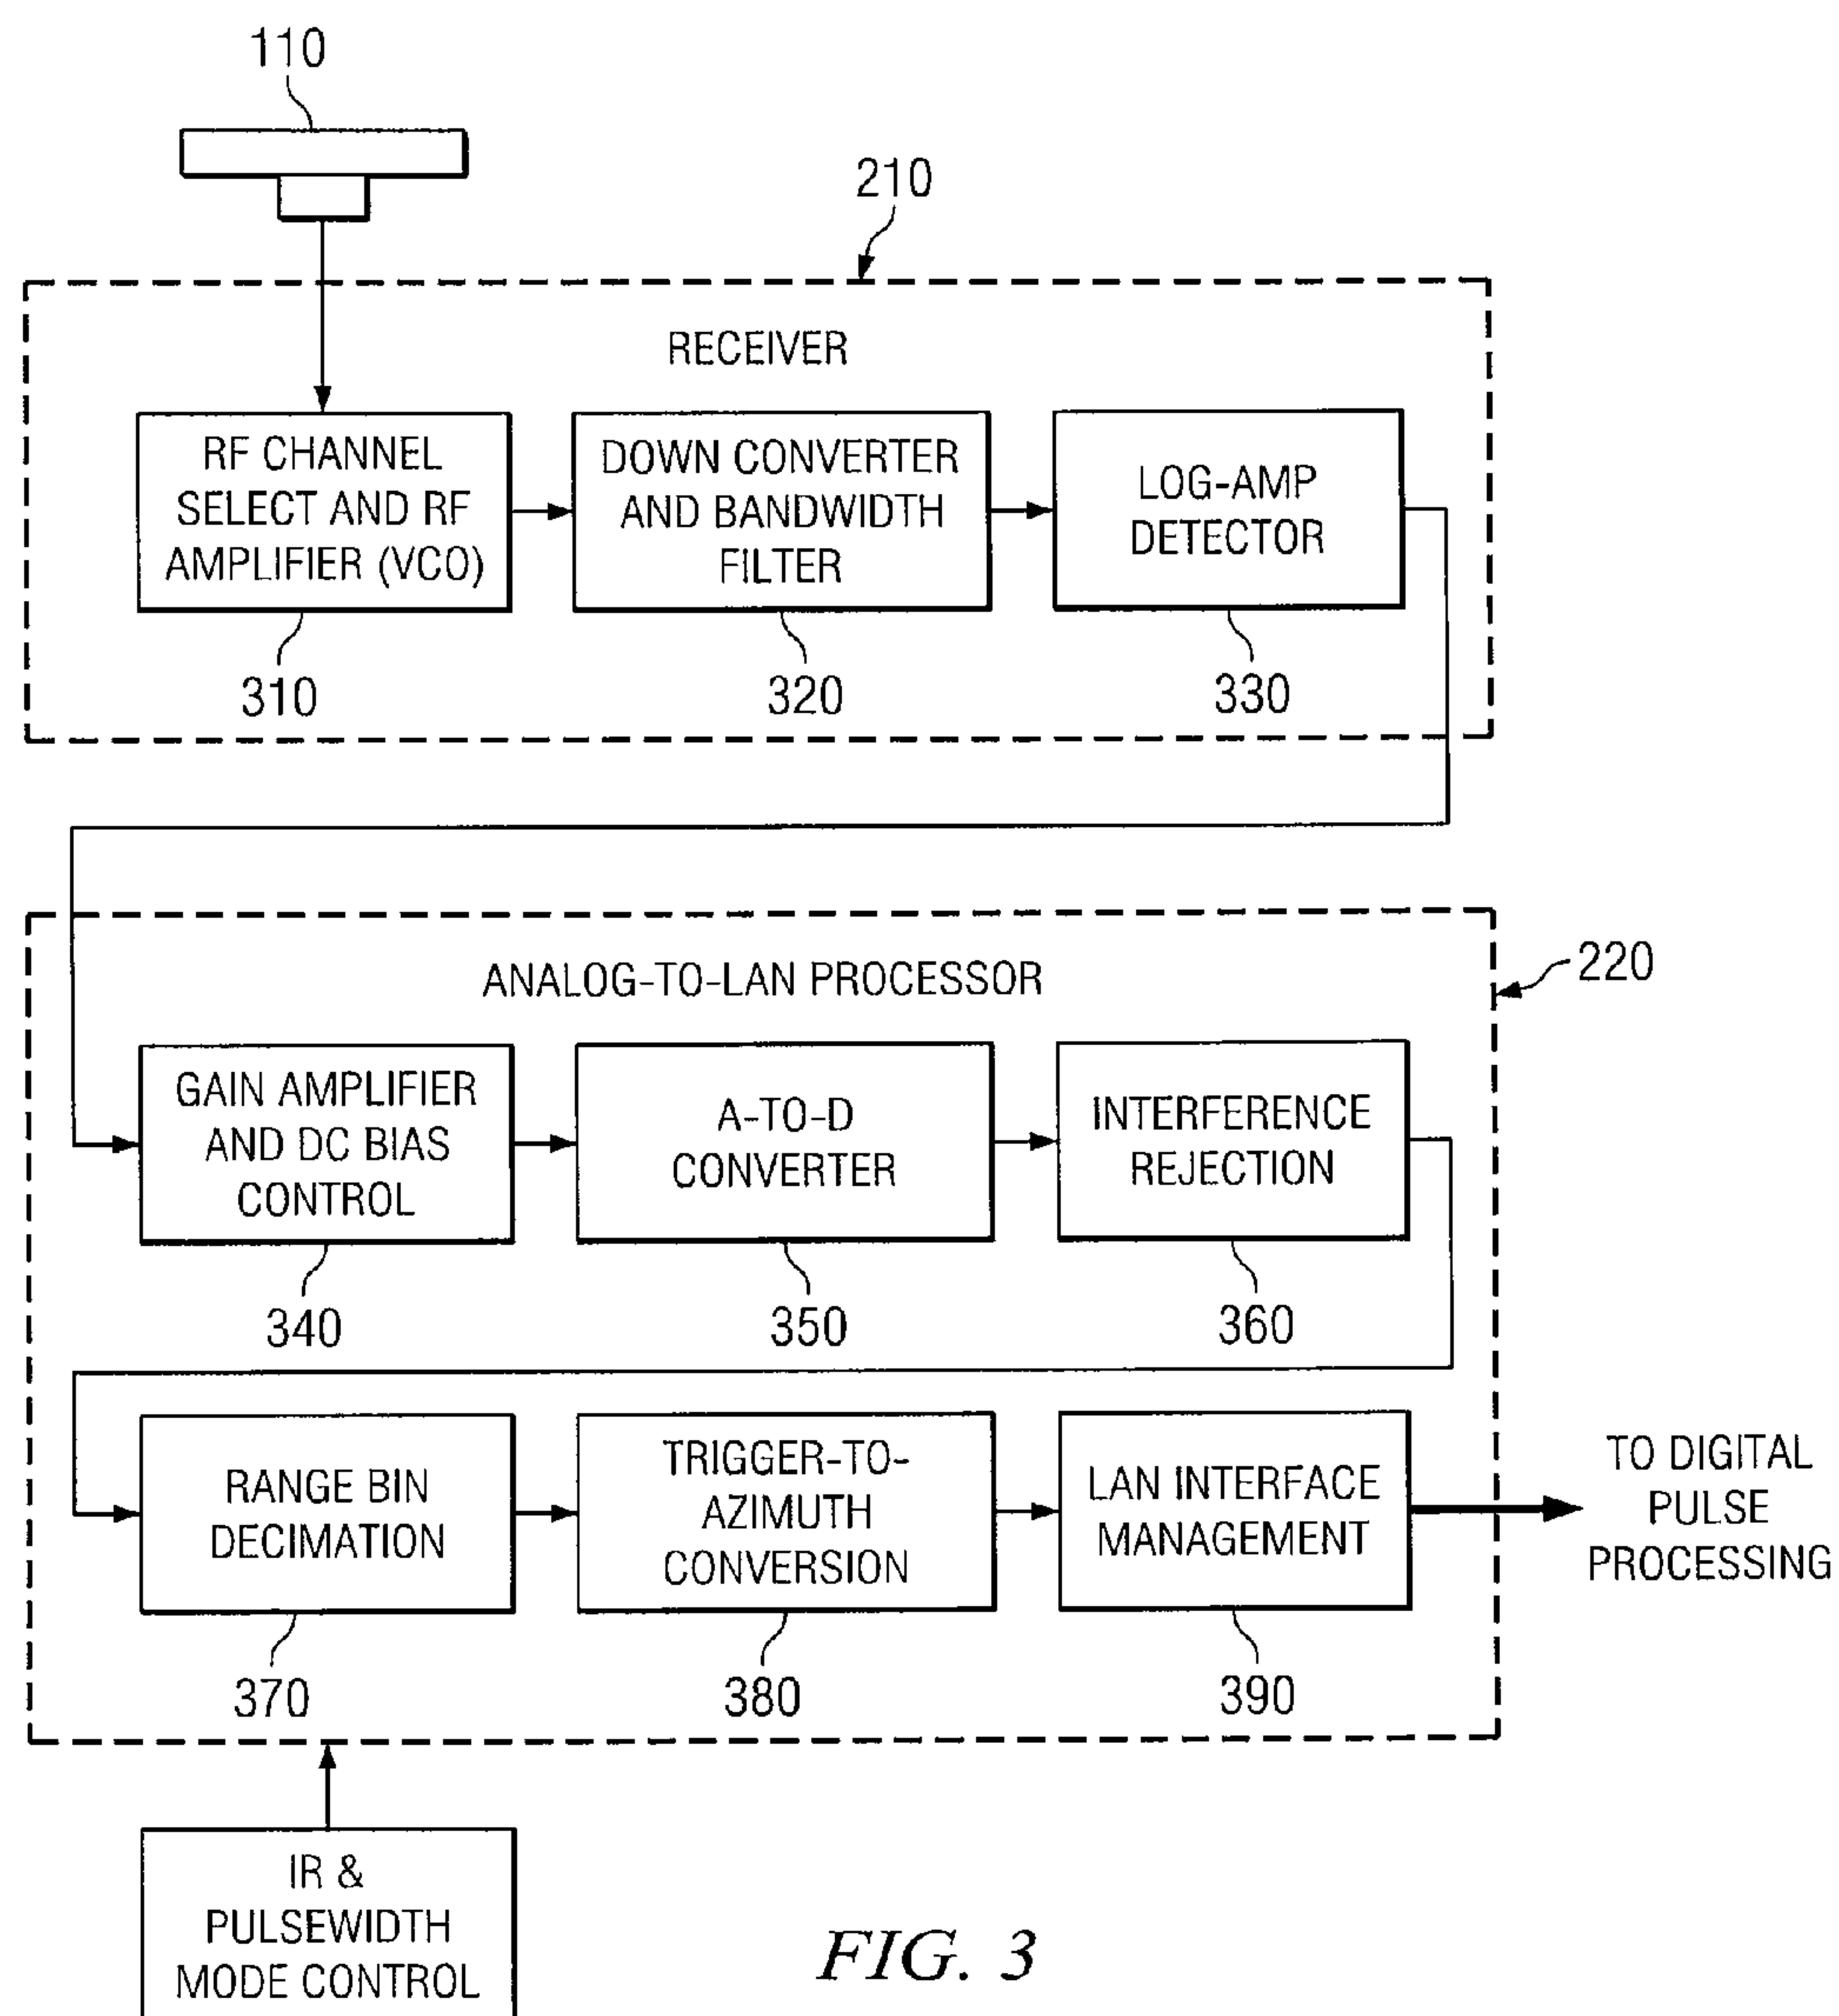 110
210
RECEIVER
RF CHANNEL
SELECT AND RF
AMPLIFIER (VCO)
DOWN CONVERTER
AND BANDWIDTH
FILTER
LOG-AMP
DETECTOR
310
320
330
220
ANALOG-TO-LAN PROCESSOR
GAIN AMPLIFIER
AND DC BIAS
CONTROL
A-TO-D
CONVERTER
INTERFERENCE
REJECTION
340
350
360
RANGE BIN
DECIMATION
TRIGGER-TO-
AZIMUTH
CONVERSION
LAN INTERFACE
MANAGEMENT
TO DIGITAL
PULSE
PROCESSING
370
380
390
IR &
PULSEWIDTH
MODE CONTROL
FIG. 3